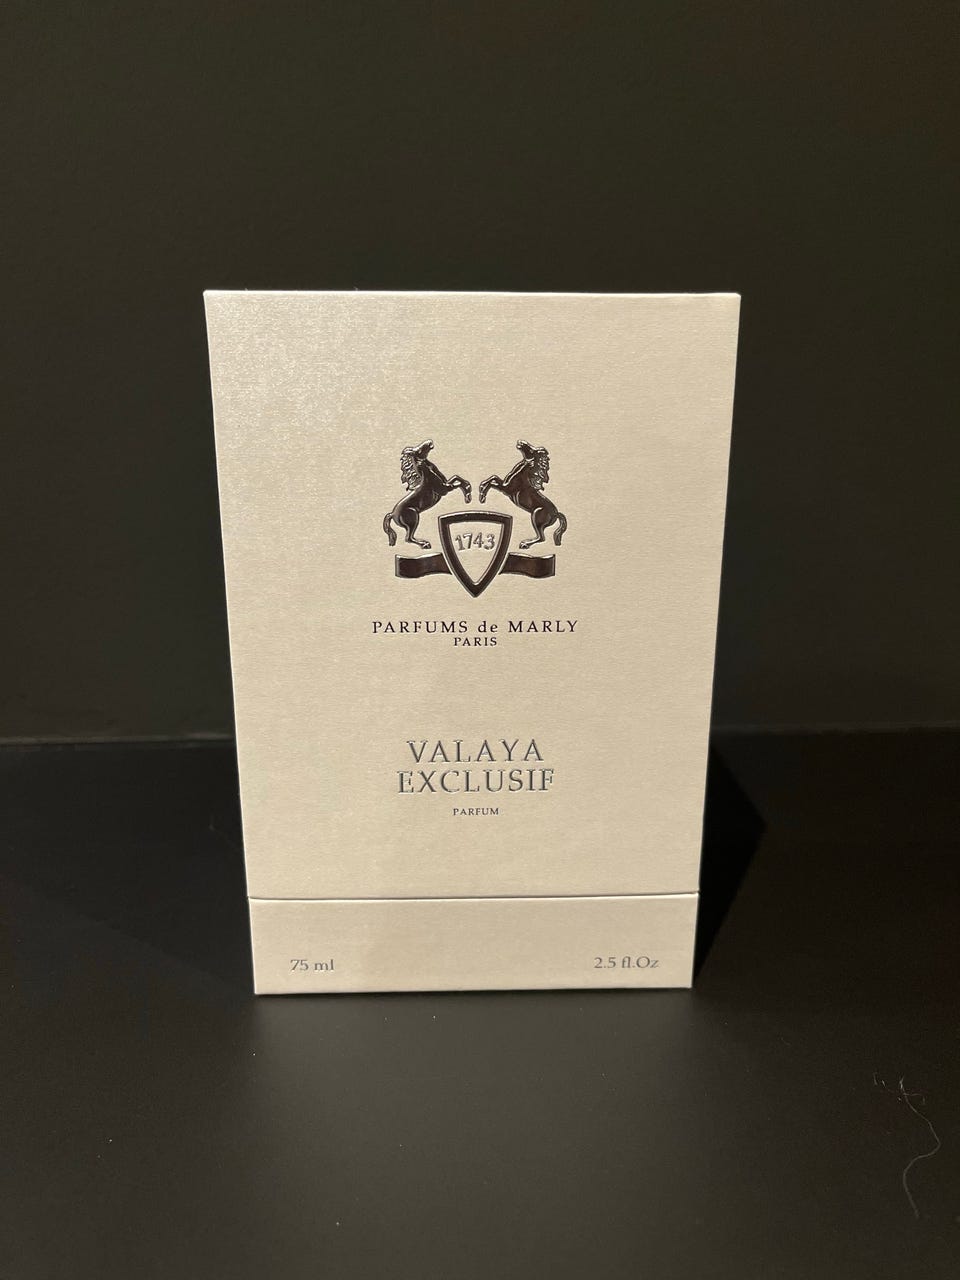 1743
PARFUMS de MARLY
PARIS
VALAYA
EXCLUSIF
PARFUM
75 ml
2.5 fl.Oz